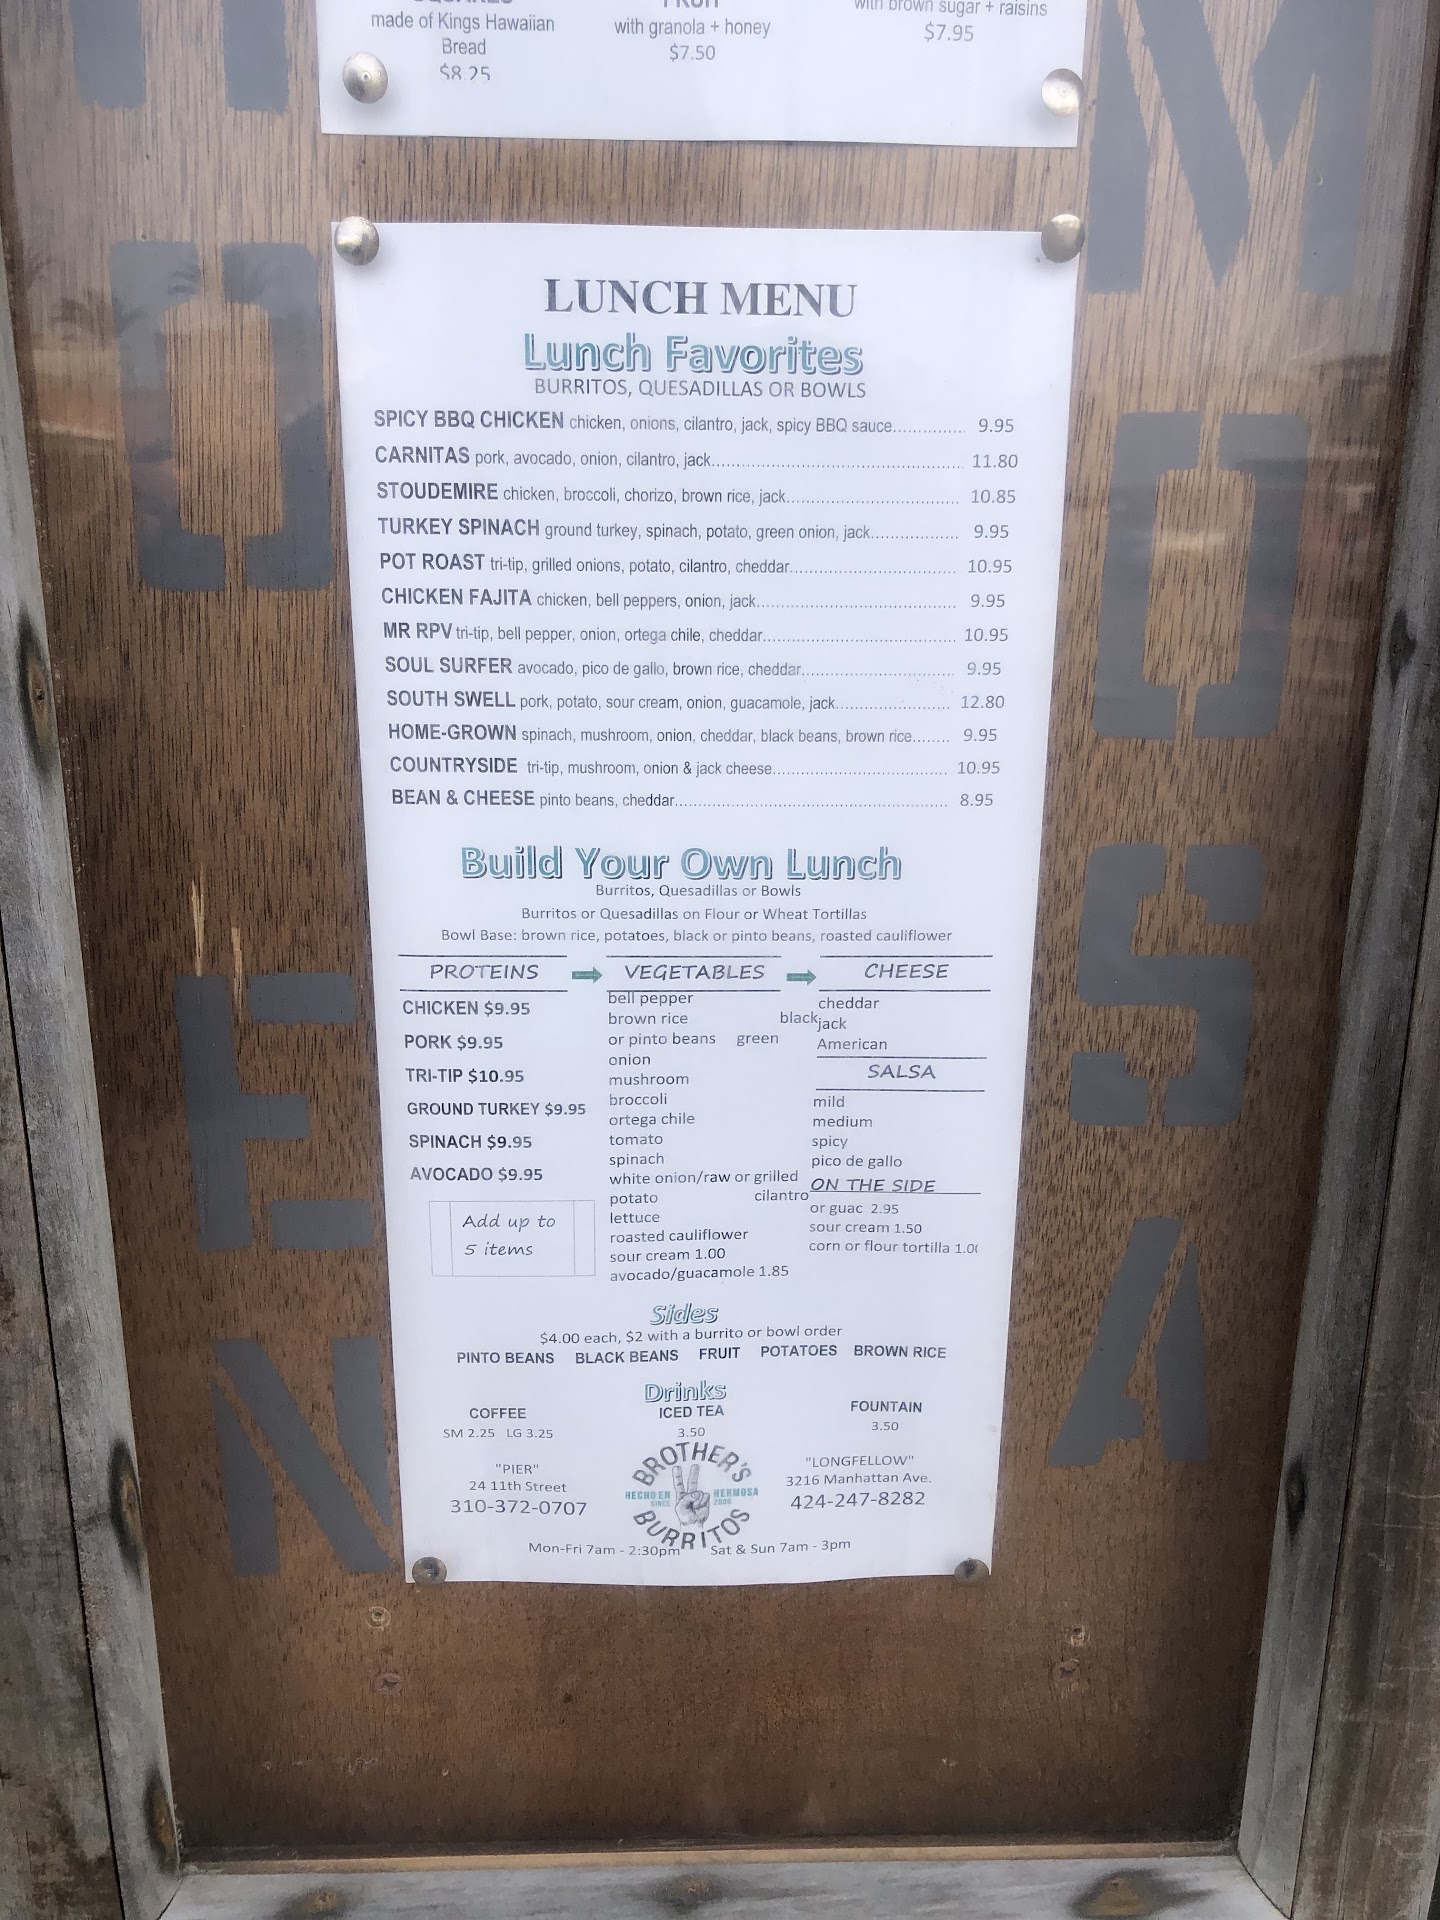 made of Kings Hawaiian
Bread
$8.25
FRUIT
with granola + honey
$7.50
with brown sugar + raisins
$7.95
LUNCH MENU
Lunch Favorites
BURRITOS, QUESADILLAS OR BOWLS
SPICY BBQ CHICKEN chicken, onions, cilantro, jack, spicy BBQ sauce.............. 9.95
CARNITAS pork, avocado, onion, cilantro, jack.............. 11.80
STOUDEMIRE chicken, broccoli, chorizo, brown rice, jack.............. 10.85
TURKEY SPINACH ground turkey, spinach, potato, green onion, jack.............. 9.95
POT ROAST tri-tip, grilled onions, potato, cilantro, cheddar.............. 10.95
CHICKEN FAJITA chicken, bell peppers, onion, jack.............. 9.95
MR RPV tri-tip, bell pepper, onion, ortega chile, cheddar.............. 10.95
SOUL SURFER avocado, pico de gallo, brown rice, cheddar.............. 9.95
SOUTH SWELL pork, potato, sour cream, onion, guacamole, jack.............. 12.80
HOME-GROWN spinach, mushroom, onion, cheddar, black beans, brown rice........ 9.95
COUNTRYSIDE tri-tip, mushroom, onion & jack cheese.............. 10.95
BEAN & CHEESE pinto beans, cheddar.............. 8.95
Build Your Own Lunch
Burritos, Quesadillas or Bowls
Burritos or Quesadillas on Flour or Wheat Tortillas
Bowl Base: brown rice, potatoes, black or pinto beans, roasted cauliflower
PROTEINS
CHICKEN $9.95
PORK $9.95
TRI-TIP $10.95
GROUND TURKEY $9.95
SPINACH $9.95
AVOCADO $9.95
Add up to
5 items
VEGETABLES
bell pepper
brown rice black
or pinto beans green
onion
mushroom
broccoli
ortega chile
tomato
spinach
white onion/raw or grilled
potato cilantro
lettuce
roasted cauliflower
sour cream 1.00
avocado/guacamole 1.85
CHEESE
cheddar
jack
American
SALSA
mild
medium
spicy
pico de gallo
ON THE SIDE
or guac 2.95
sour cream 1.50
corn or flour tortilla 1.00
Sides
$4.00 each, $2 with a burrito or bowl order
PINTO BEANS BLACK BEANS FRUIT POTATOES BROWN RICE
Drinks
COFFEE
SM 2.25 LG 3.25
ICED TEA
3.50
FOUNTAIN
3.50
"PIER"
24 11th Street
310-372-0707
BROTHER'S
HECHO EN HERMOSA
SINCE 2000
BURRITOS
"LONGFELLOW"
3216 Manhattan Ave.
424-247-8282
Mon-Fri 7am - 2:30pm Sat & Sun 7am - 3pm